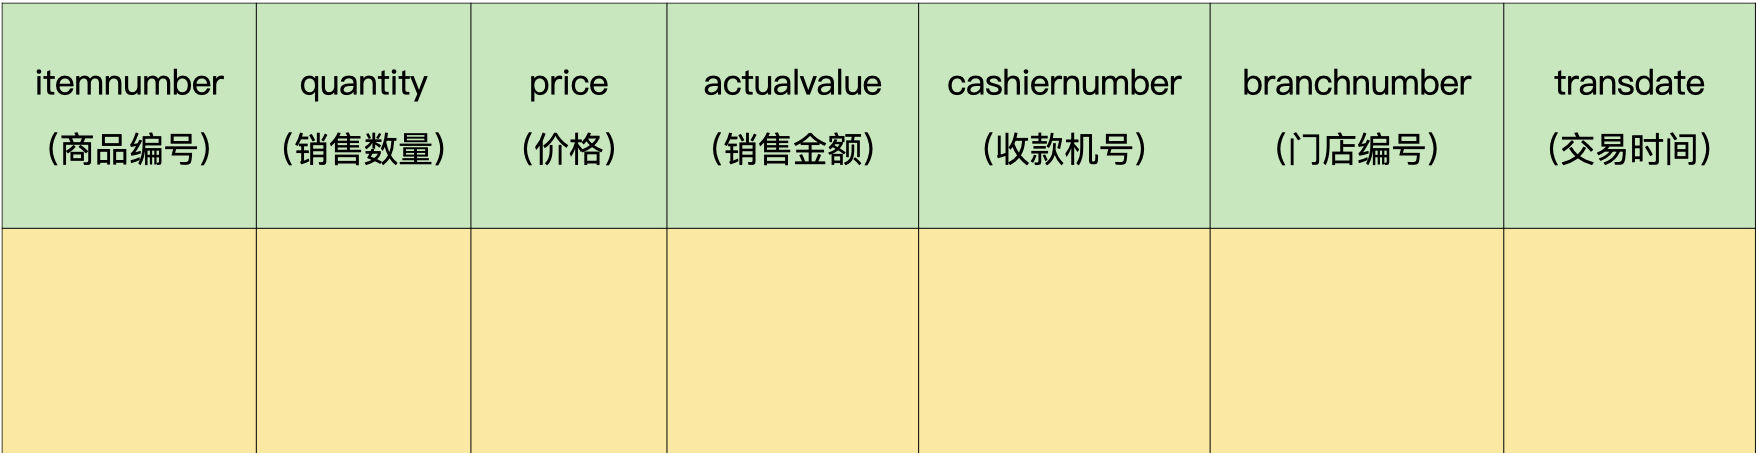 itemnumber
（商品编号）
quantity
（销售数量）
price
（价格）
actualvalue
（销售金额）
cashiernumber
（收款机号）
branchnumber
（门店编号）
transdate
（交易时间）